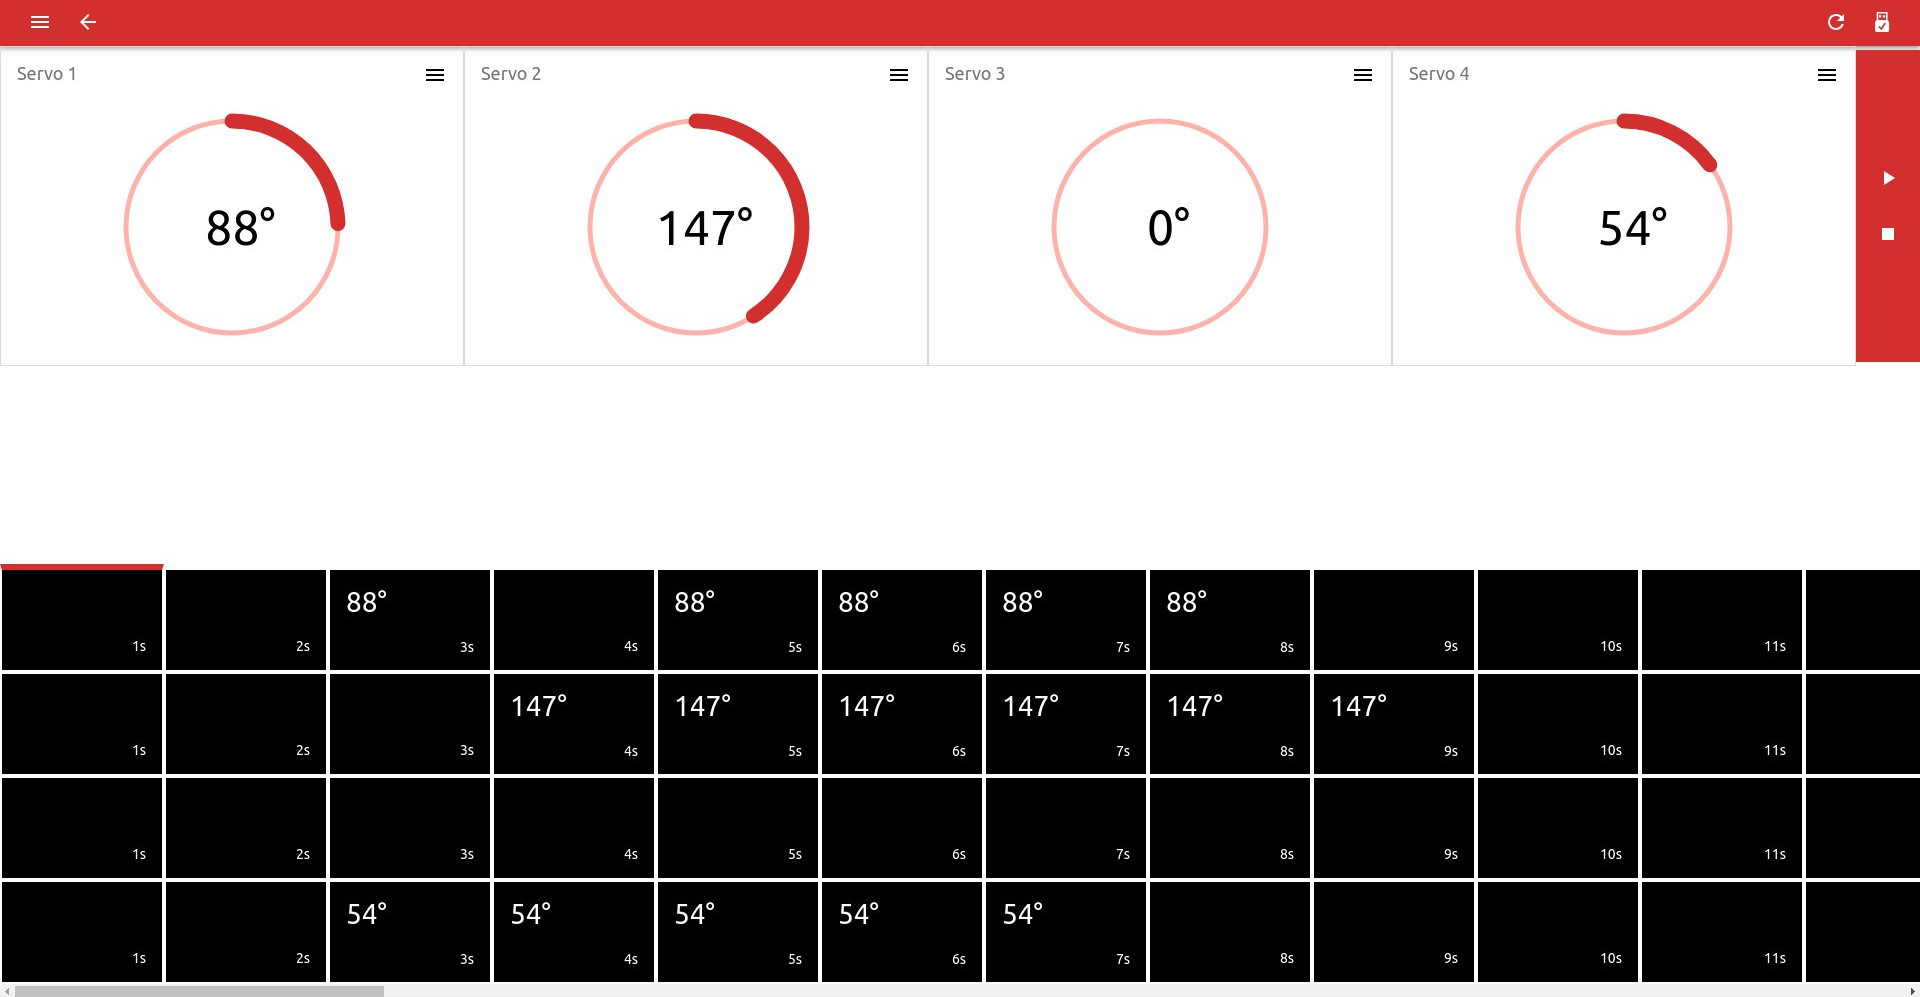 Servo 1
Servo 2
Servo 3
Servo 4
88°
147°
0°
54°
88° 88° 88° 88° 88°
1s 2s 3s 4s 5s 6s 7s 8s 9s 10s 11s
147° 147° 147° 147° 147° 147°
1s 2s 3s 4s 5s 6s 7s 8s 9s 10s 11s
1s 2s 3s 4s 5s 6s 7s 8s 9s 10s 11s
54° 54° 54° 54° 54°
1s 2s 3s 4s 5s 6s 7s 8s 9s 10s 11s